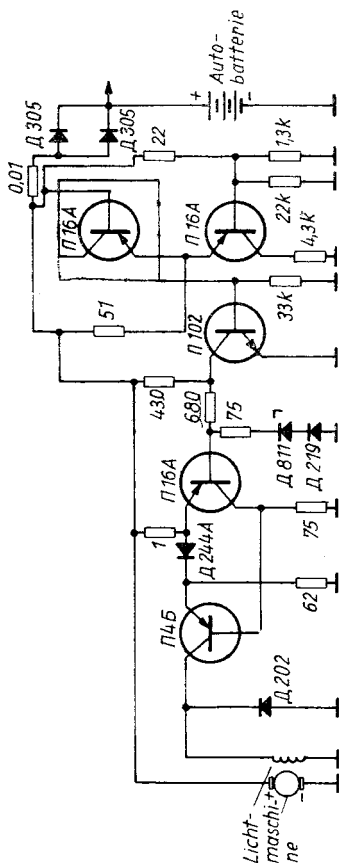 Licht-
maschi-
ne
+
-
Д202
П4Б
62
Д244А
1
П16А
75
75
Д811
Д219
680
430
51
П102
33k
4,3k
П16А
П16А
22k
1,3k
22
0,01
Д305
Д305
+
-
Auto-
batterie